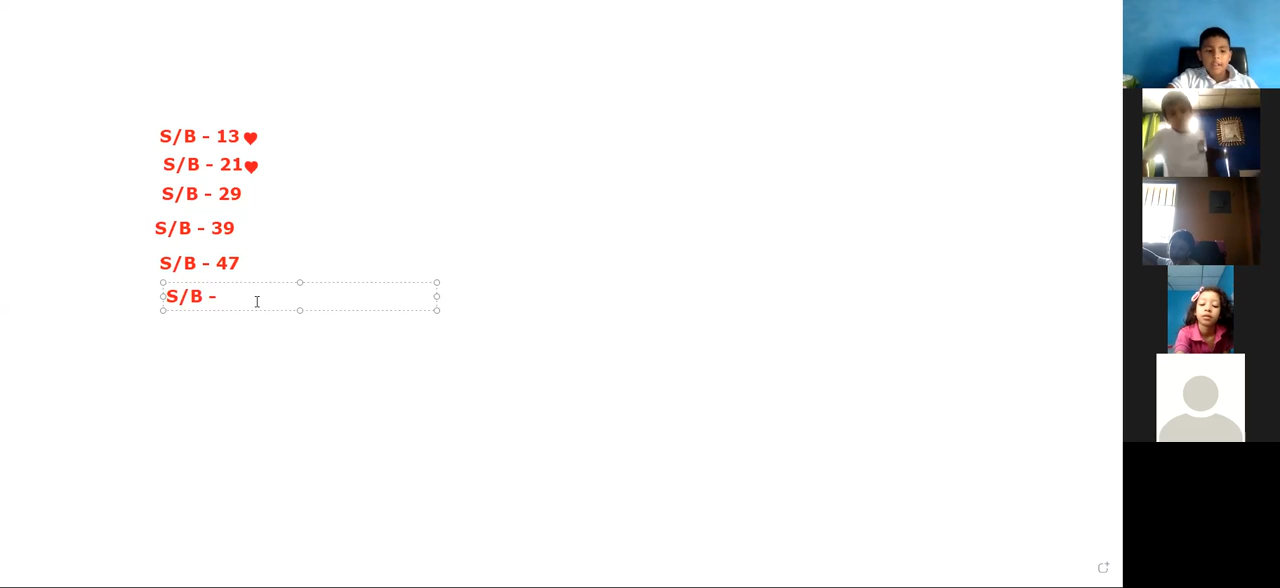 S/B - 13
S/B - 21
S/B - 29
S/B - 39
S/B - 47
S/B -